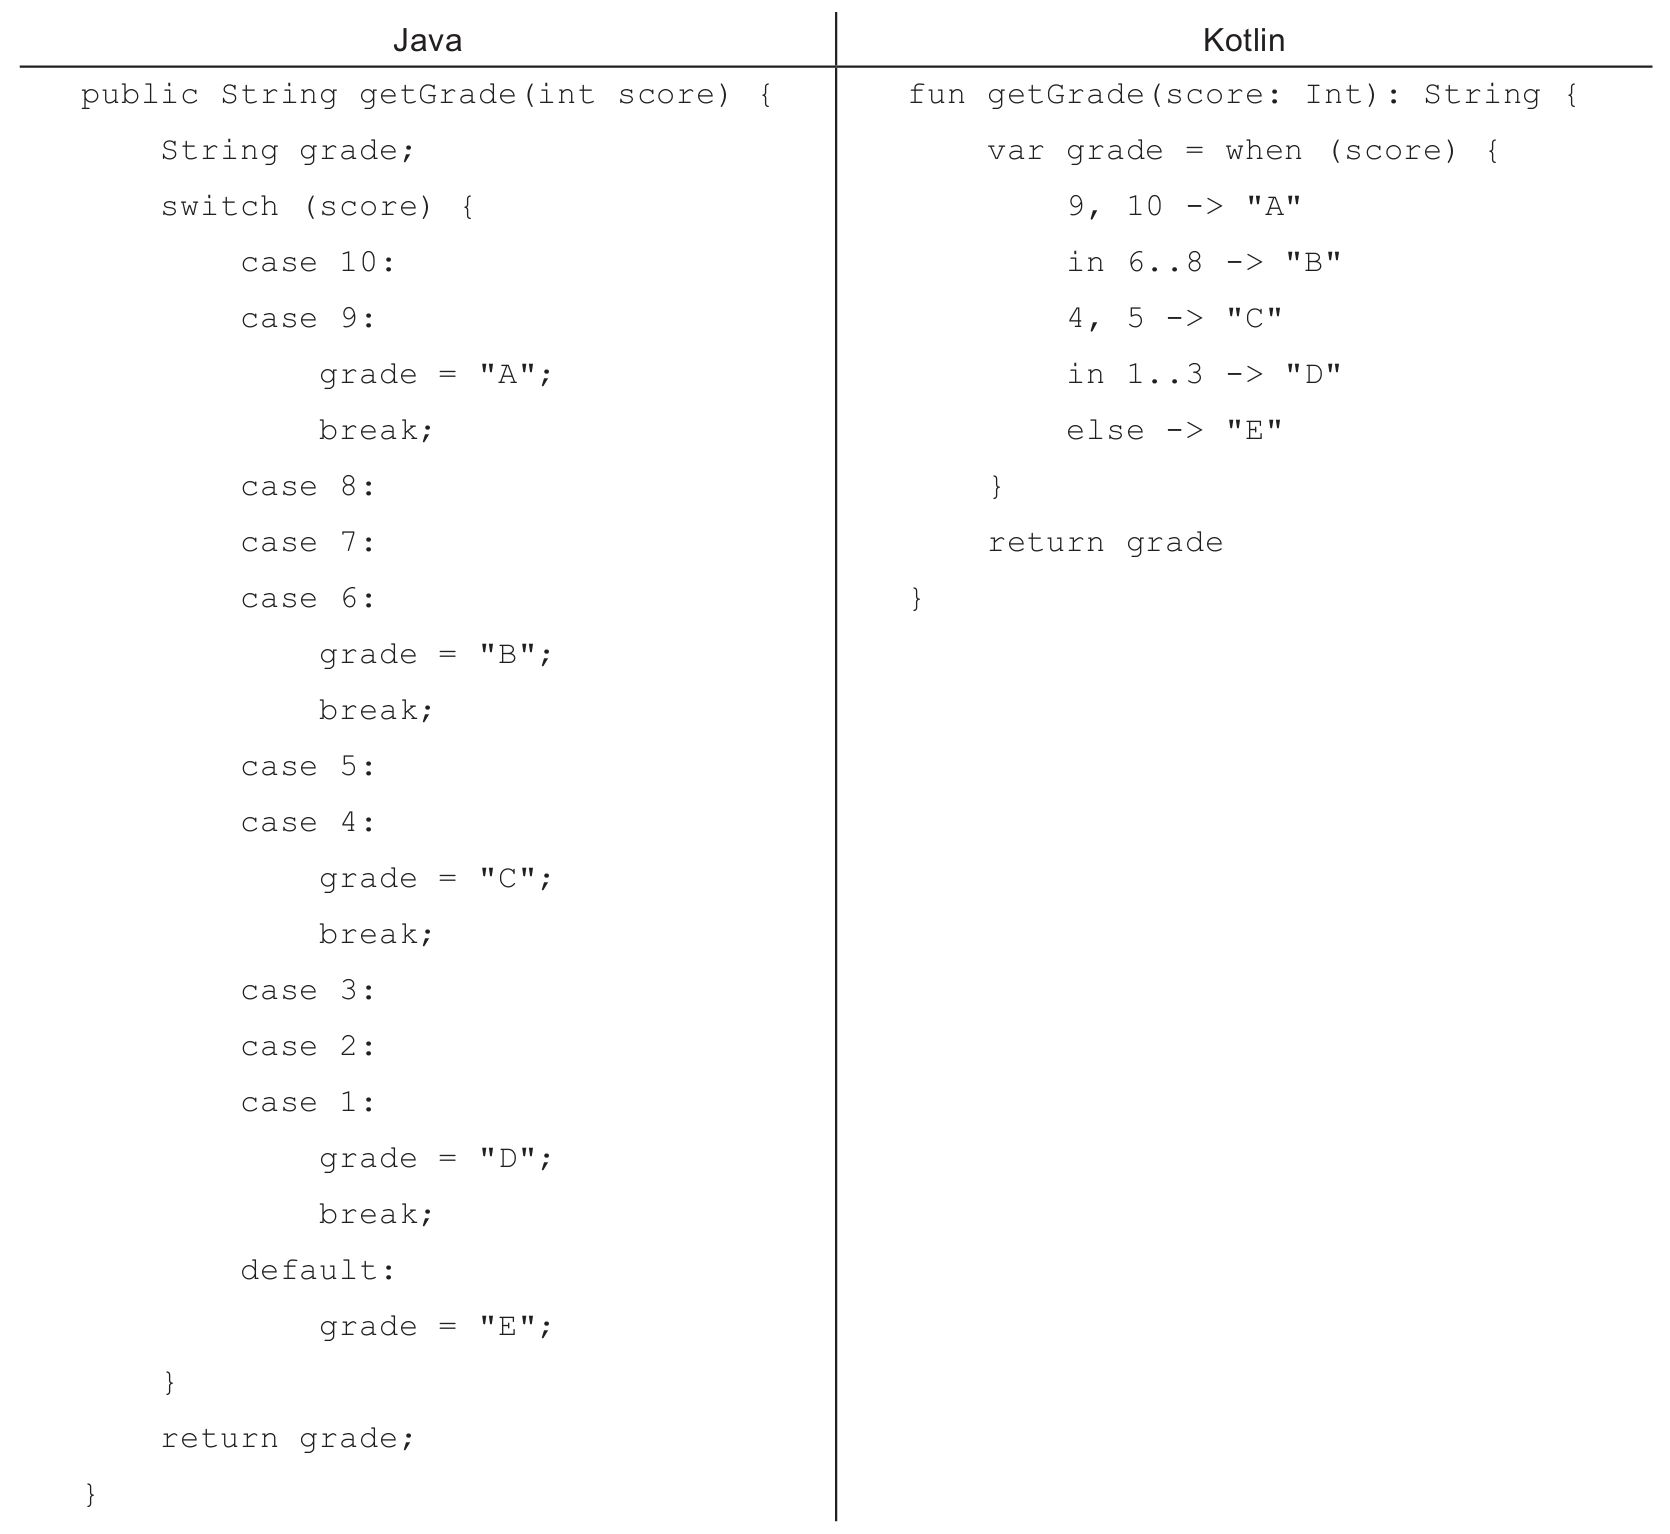 Java
public String getGrade(int score) {
String grade;
switch (score) {
case 10:
case 9:
grade = "A";
break;
case 8:
case 7:
case 6:
grade = "B";
break;
case 5:
case 4:
grade = "C";
break;
case 3:
case 2:
case 1:
grade = "D";
break;
default:
grade = "E";
}
return grade;
}
Kotlin
fun getGrade(score: Int): String {
var grade = when (score) {
9, 10 -> "A"
in 6..8 -> "B"
4, 5 -> "C"
in 1..3 -> "D"
else -> "E"
}
return grade
}